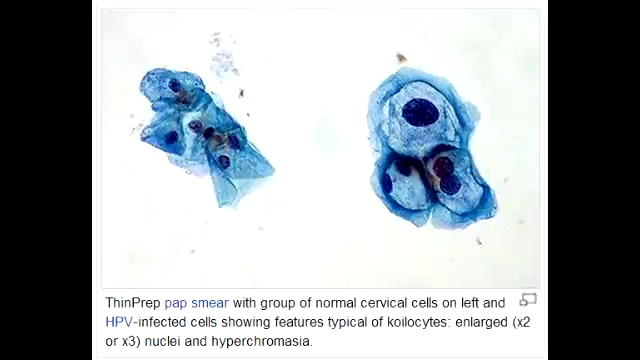 ThinPrep pap smear with group of normal cervical cells on left and
HPV-infected cells showing features typical of koilocytes: enlarged (x2
or x3) nuclei and hyperchromasia.